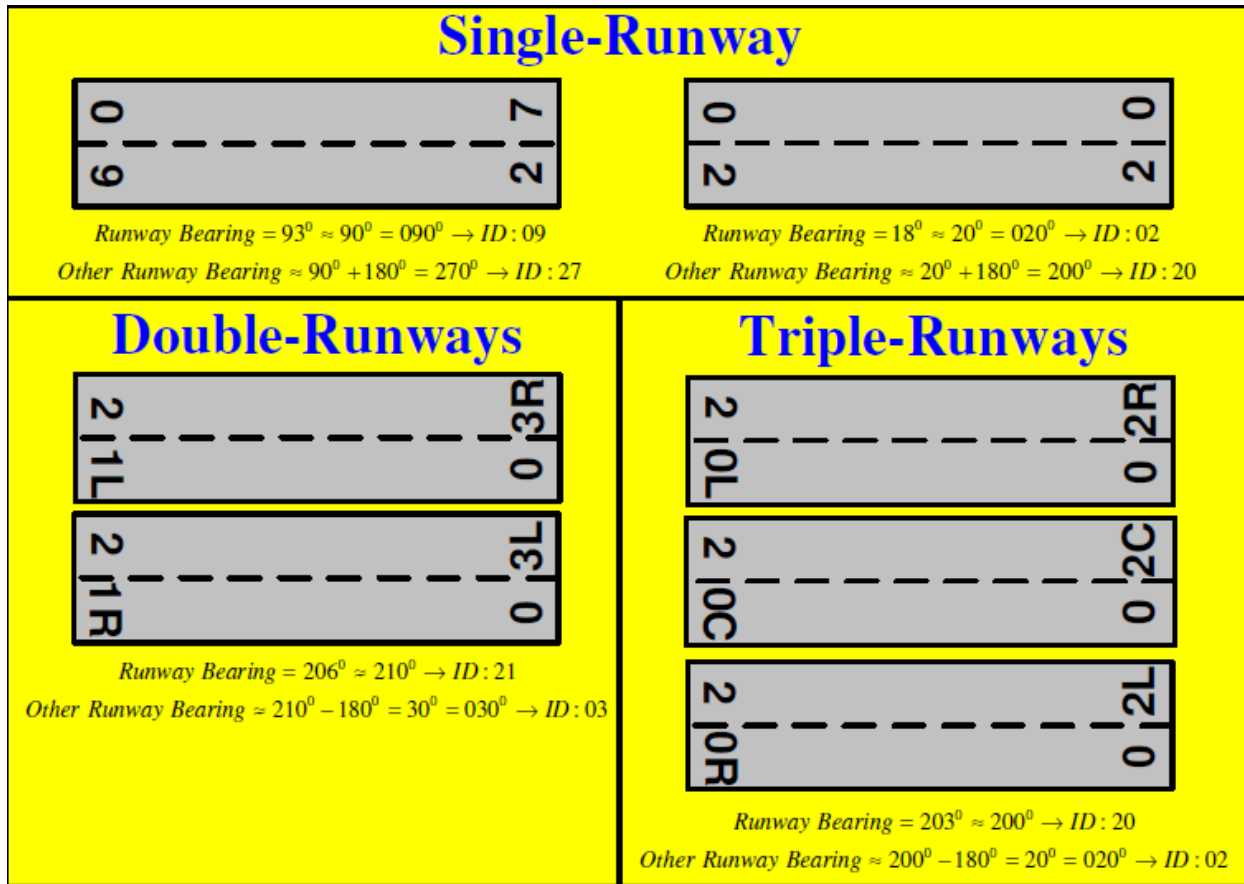 Single-Runway
0 7
9 2
0 0
2 2
Runway Bearing = 93⁰ ≈ 90⁰ = 090⁰ → ID : 09
Other Runway Bearing ≈ 90⁰ +180⁰ = 270⁰ → ID : 27
Runway Bearing = 18⁰ ≈ 20⁰ = 020⁰ → ID : 02
Other Runway Bearing ≈ 20⁰ +180⁰ = 200⁰ → ID : 20
Double-Runways
2 3R
1L 0
2 3L
1R 0
Runway Bearing = 206⁰ ≈ 210⁰ → ID : 21
Other Runway Bearing ≈ 210⁰ −180⁰ = 30⁰ = 030⁰ → ID : 03
Triple-Runways
2 2R
0L 0
2 2C
0C 0
2 2L
0R 0
Runway Bearing = 203⁰ ≈ 200⁰ → ID : 20
Other Runway Bearing ≈ 200⁰ −180⁰ = 20⁰ = 020⁰ → ID : 02